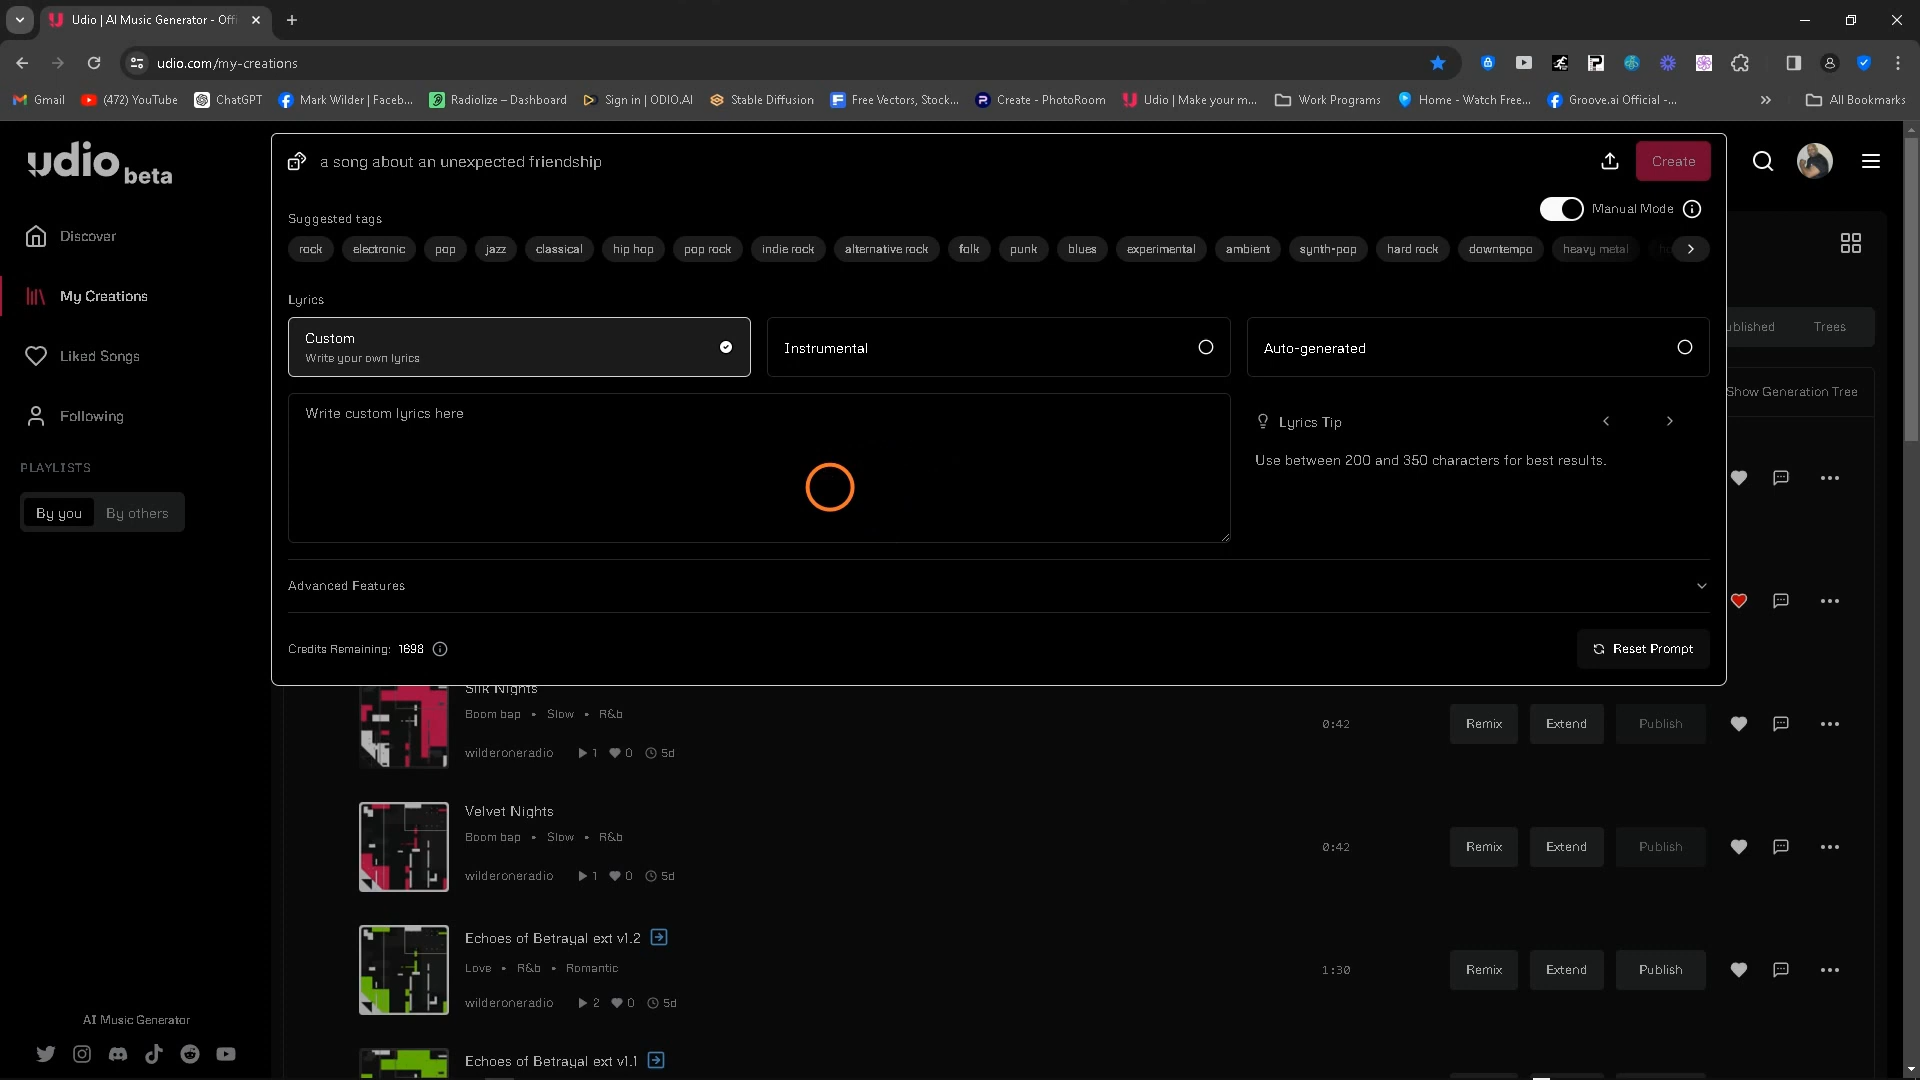 Udio | AI Music Generator - Offi
udio.com/my-creations
Gmail
(472) YouTube
ChatGPT
Mark Wilder | Faceb...
Radiolize – Dashboard
Sign in | ODIO.AI
Stable Diffusion
Free Vectors, Stock...
Create - PhotoRoom
Udio | Make your m...
Work Programs
Home - Watch Free...
Groove.ai Official -...
All Bookmarks
udio beta
a song about an unexpected friendship
Create
Suggested tags
Manual Mode
rock electronic pop jazz classical hip hop pop rock indie rock alternative rock folk punk blues experimental ambient synth-pop hard rock downtempo heavy metal
Discover
My Creations
Liked Songs
Following
PLAYLISTS
By you
By others
Lyrics
Custom
Write your own lyrics
Instrumental
Auto-generated
ublished
Trees
Show Generation Tree
Write custom lyrics here
Lyrics Tip
Use between 200 and 350 characters for best results.
Advanced Features
Credits Remaining: 1698
Reset Prompt
Silk Nights
Boom bap • Slow • R&b
wilderoneradio 1 0 5d
0:42
Remix
Extend
Publish
Velvet Nights
Boom bap • Slow • R&b
wilderoneradio 1 0 5d
0:42
Remix
Extend
Publish
Echoes of Betrayal ext v1.2
Love • R&b • Romantic
wilderoneradio 2 0 5d
1:30
Remix
Extend
Publish
Echoes of Betrayal ext v1.1
AI Music Generator